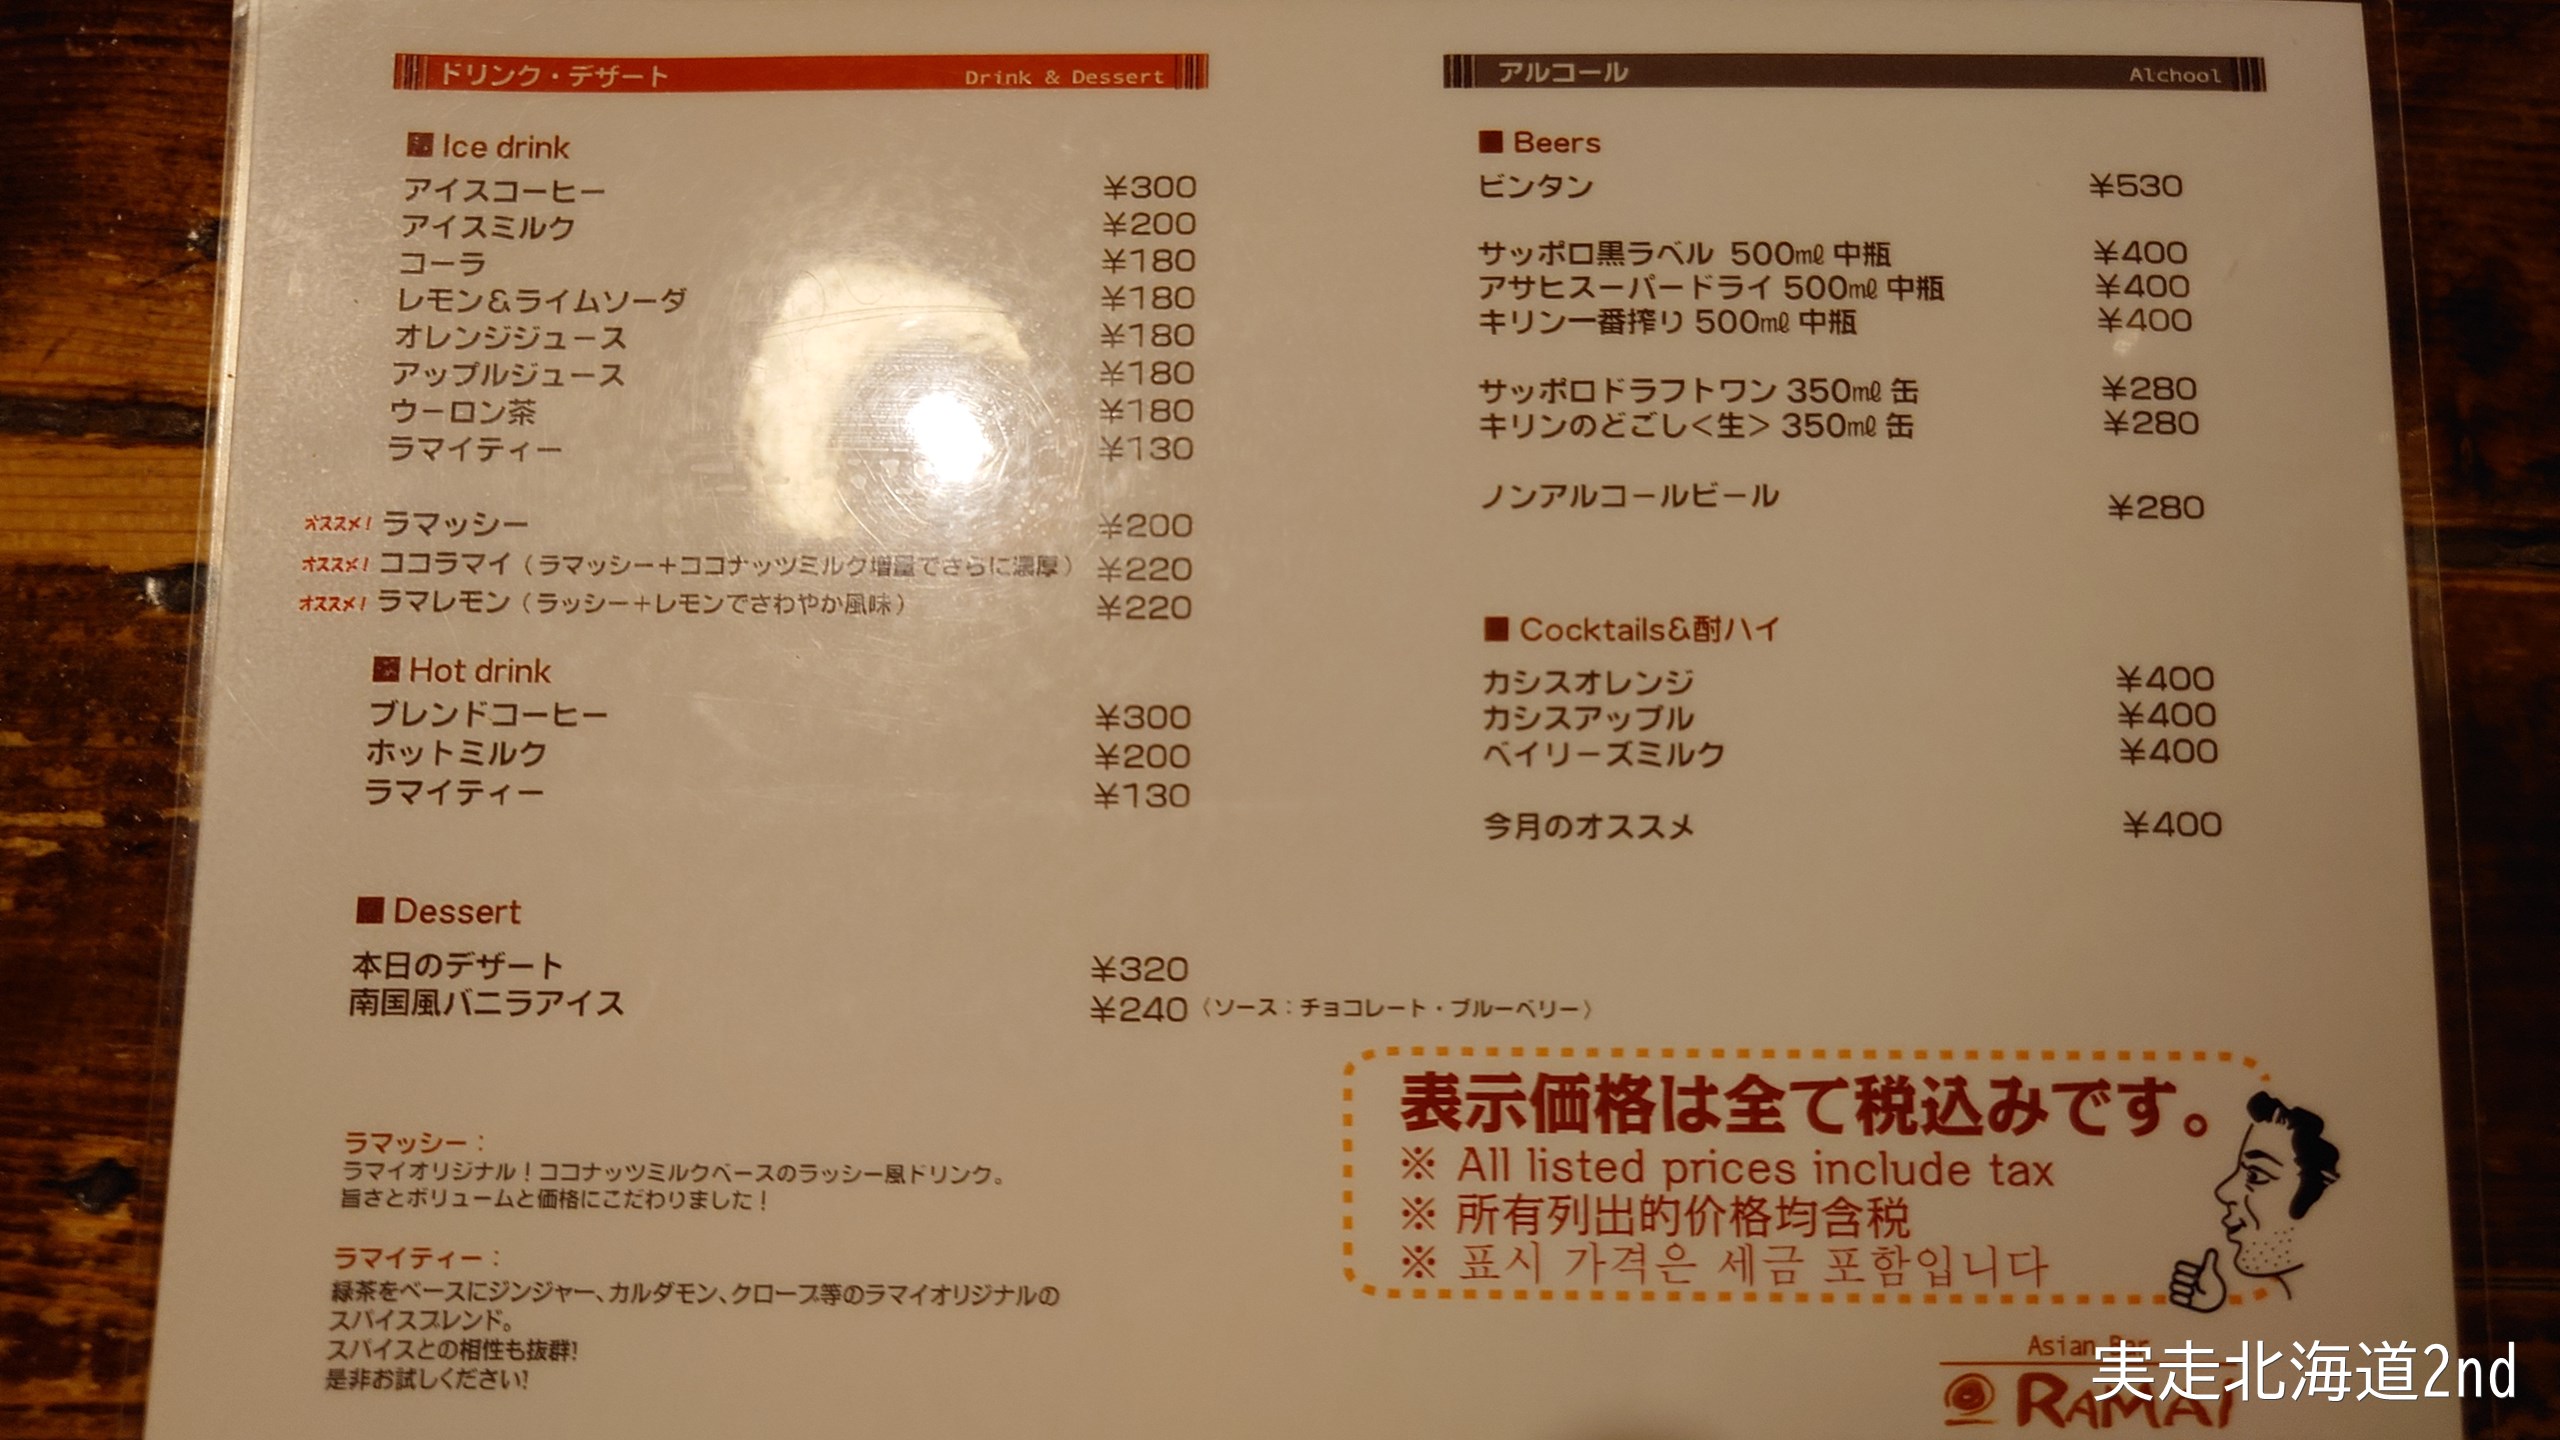 ドリンク・デザート Drink & Dessert
■ Ice drink
アイスコーヒー ¥300
アイスミルク ¥200
コーラ ¥180
レモン&ライムソーダ ¥180
オレンジジュース ¥180
アップルジュース ¥180
ウーロン茶 ¥180
ラマイティー ¥130
オススメ! ラマッシー ¥200
オススメ! ココラマイ（ラマッシー+ココナッツミルク増量でさらに濃厚） ¥220
オススメ! ラマレモン（ラッシー+レモンでさわやか風味） ¥220
■ Hot drink
ブレンドコーヒー ¥300
ホットミルク ¥200
ラマイティー ¥130
■ Dessert
本日のデザート ¥320
南国風バニラアイス ¥240〈ソース：チョコレート・ブルーベリー〉
ラマッシー：
ラマイオリジナル！ココナッツミルクベースのラッシー風ドリンク。
旨さとボリュームと価格にこだわりました！
ラマイティー：
緑茶をベースにジンジャー、カルダモン、クローブ等のラマイオリジナルの
スパイスブレンド。
スパイスとの相性も抜群!
是非お試しください!
アルコール Alchool
■ Beers
ビンタン ¥530
サッポロ黒ラベル 500㎖ 中瓶 ¥400
アサヒスーパードライ 500㎖ 中瓶 ¥400
キリン一番搾り 500㎖ 中瓶 ¥400
サッポロドラフトワン 350㎖ 缶 ¥280
キリンのどごし<生> 350㎖ 缶 ¥280
ノンアルコールビール ¥280
■ Cocktails&酎ハイ
カシスオレンジ ¥400
カシスアップル ¥400
ベイリーズミルク ¥400
今月のオススメ ¥400
表示価格は全て税込みです。
※ All listed prices include tax
※ 所有列出的价格均含税
※ 표시 가격은 세금 포함입니다
Asian Bar
RAMAI
実走北海道2nd